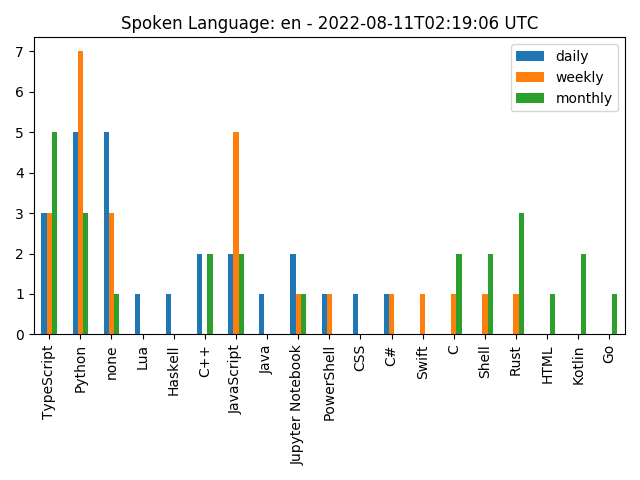 Spoken Language: en - 2022-08-11T02:19:06 UTC
daily
weekly
monthly
7
6
5
4
3
2
1
0
TypeScript
Python
none
Lua
Haskell
C++
JavaScript
Java
Jupyter Notebook
PowerShell
CSS
C#
Swift
C
Shell
Rust
HTML
Kotlin
Go